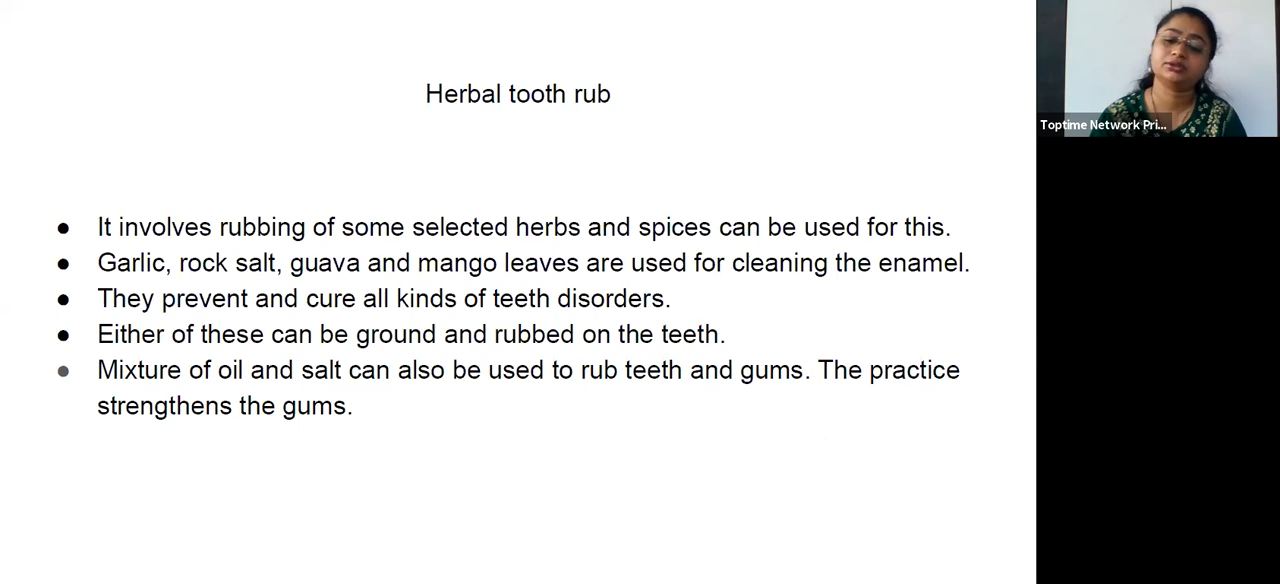 Herbal tooth rub
Toptime Network Pri...
● It involves rubbing of some selected herbs and spices can be used for this.
● Garlic, rock salt, guava and mango leaves are used for cleaning the enamel.
● They prevent and cure all kinds of teeth disorders.
● Either of these can be ground and rubbed on the teeth.
● Mixture of oil and salt can also be used to rub teeth and gums. The practice
strengthens the gums.